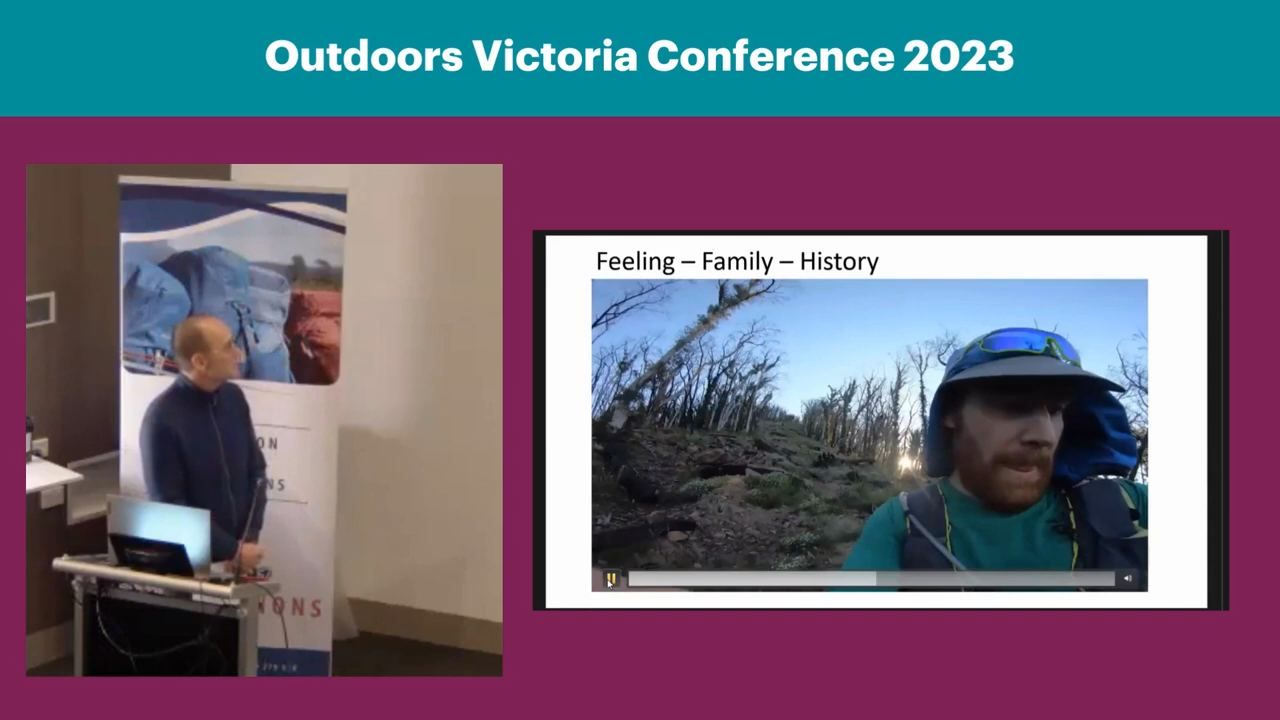 Outdoors Victoria Conference 2023
Feeling – Family – History